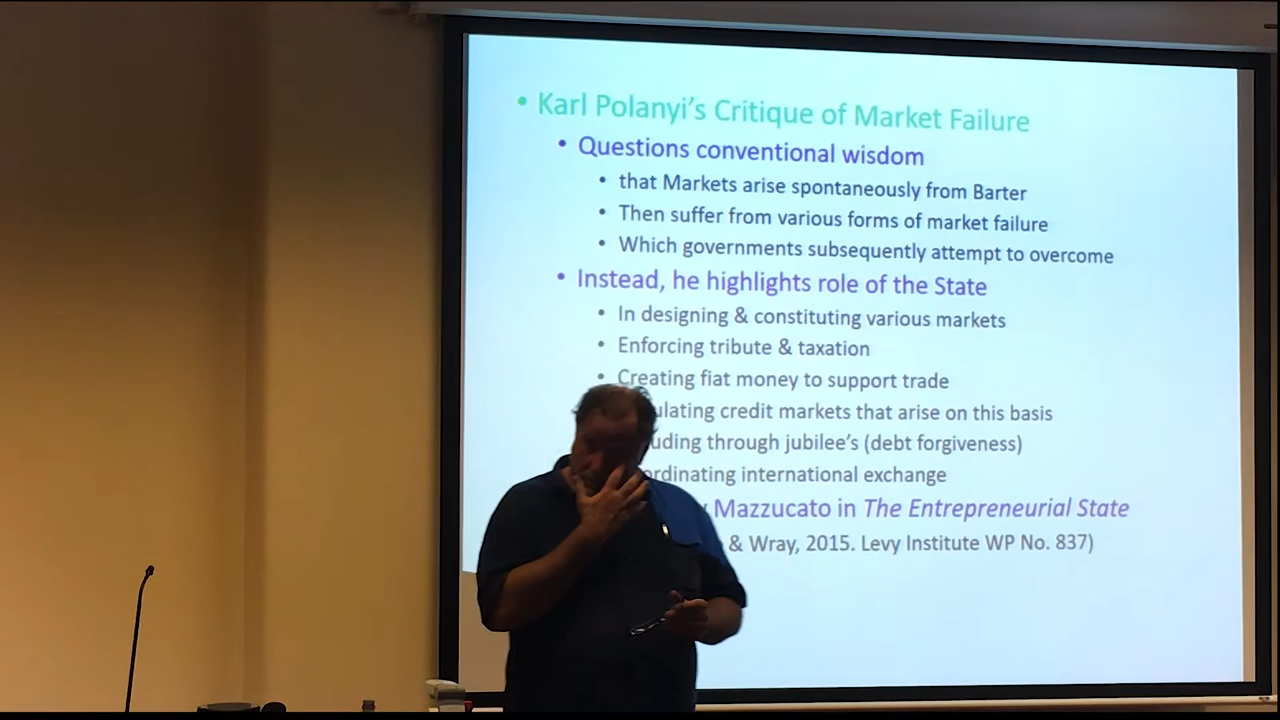 • Karl Polanyi's Critique of Market Failure
• Questions conventional wisdom
• that Markets arise spontaneously from Barter
• Then suffer from various forms of market failure
• Which governments subsequently attempt to overcome
• Instead, he highlights role of the State
• In designing & constituting various markets
• Enforcing tribute & taxation
• Creating fiat money to support trade
ulating credit markets that arise on this basis
uding through jubilee's (debt forgiveness)
ordinating international exchange
Mazzucato in The Entrepreneurial State
& Wray, 2015. Levy Institute WP No. 837)